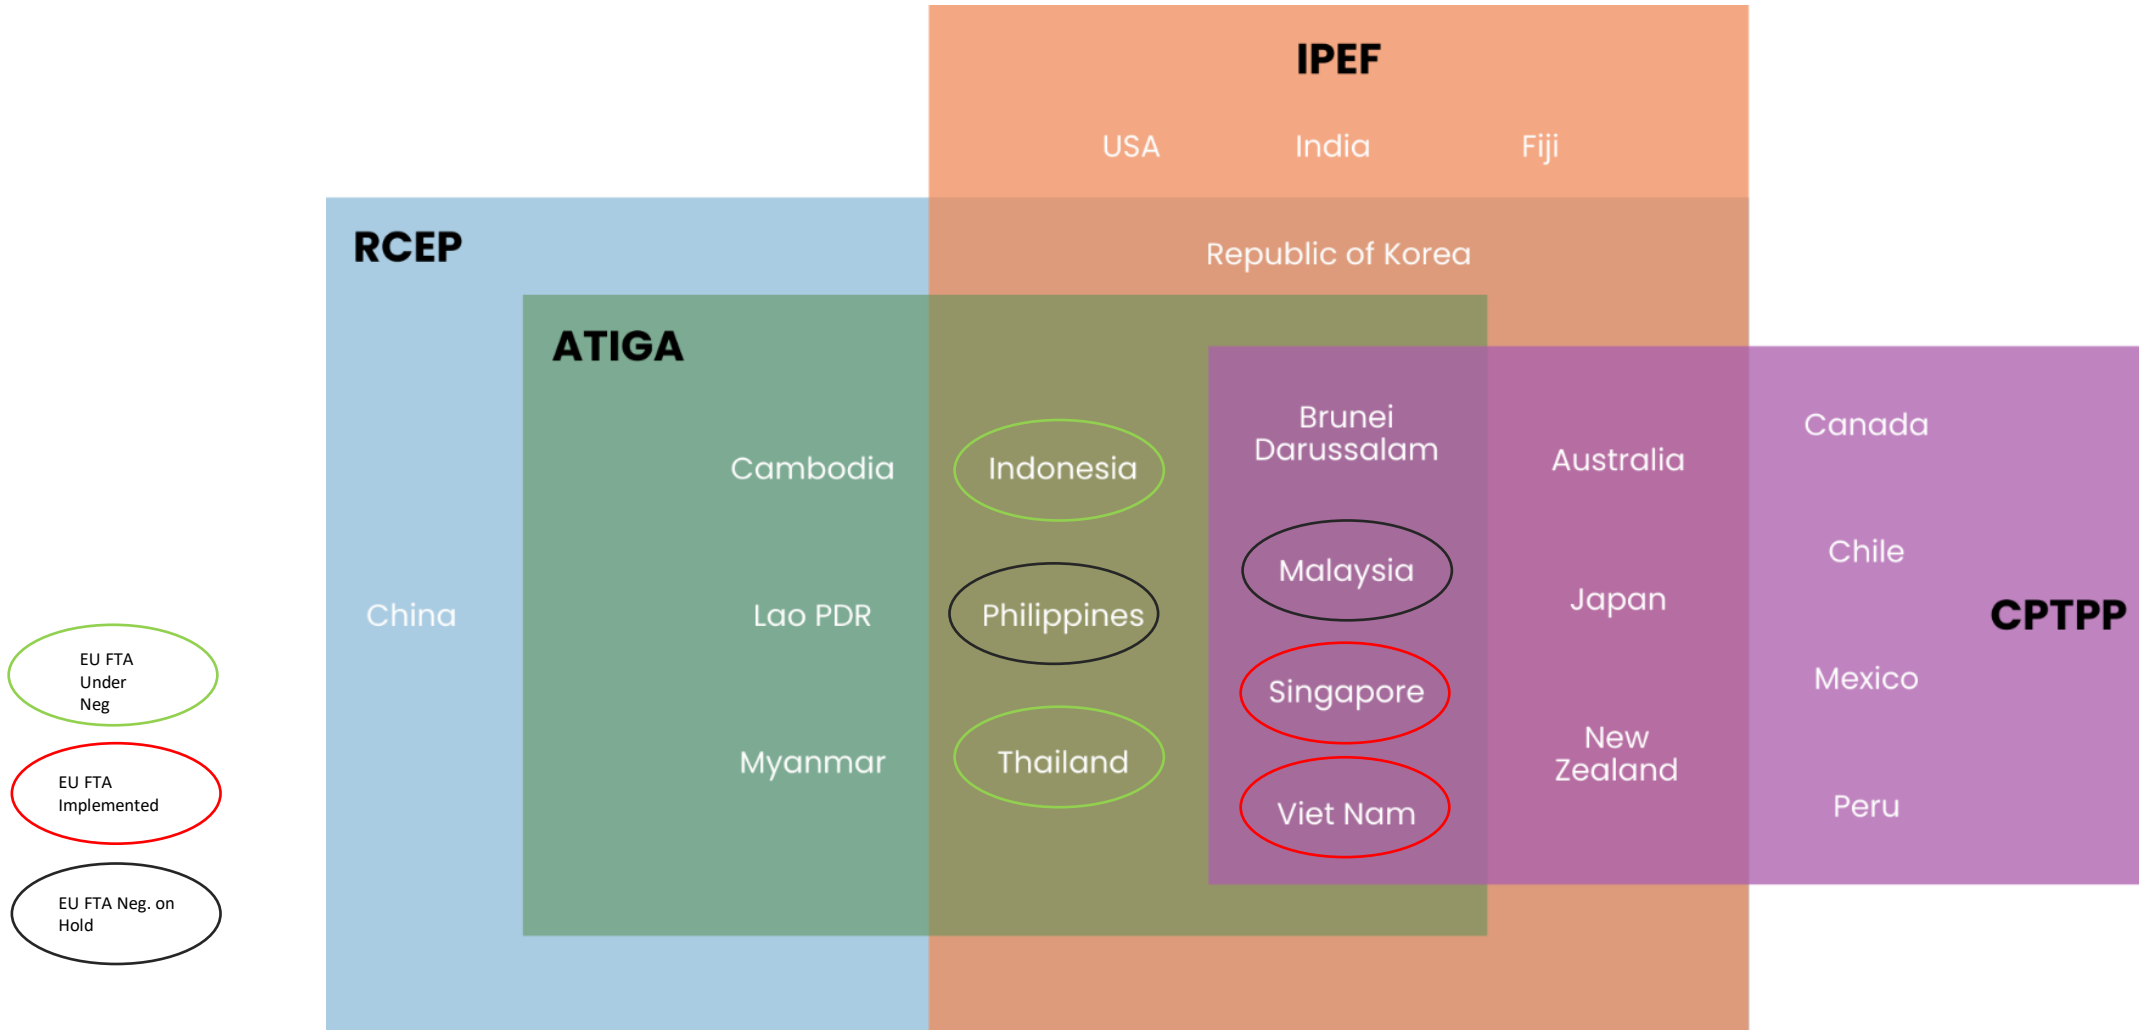 IPEF
USA
India
Fiji
RCEP
Republic of Korea
ATIGA
Cambodia
Indonesia
Brunei
Darussalam
Australia
Canada
China
Lao PDR
Philippines
Malaysia
Japan
Chile
CPTPP
Myanmar
Thailand
Singapore
Viet Nam
New
Zealand
Mexico
Peru
EU FTA
Under
Neg
EU FTA
Implemented
EU FTA Neg. on
Hold